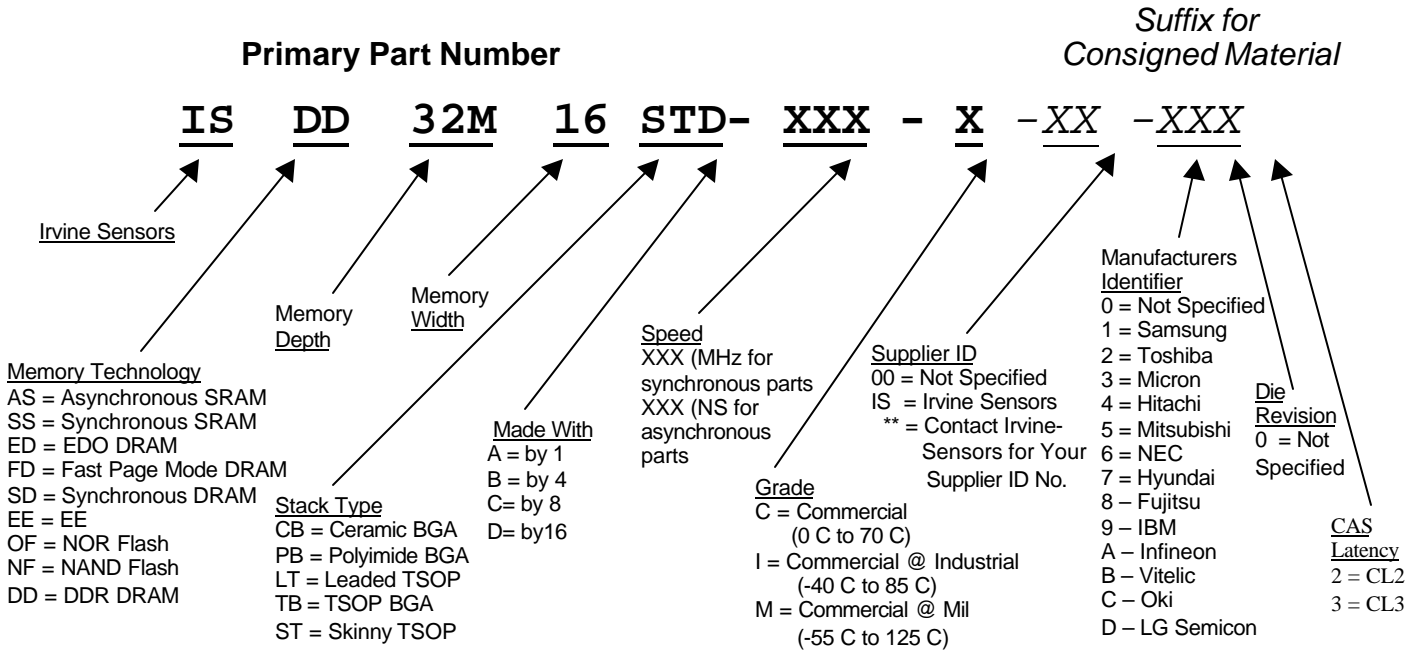 Primary Part Number
Suffix for
Consigned Material
IS DD 32M 16 STD- XXX - X -XX -XXX
Irvine Sensors
Memory Technology
AS = Asynchronous SRAM
SS = Synchronous SRAM
ED = EDO DRAM
FD = Fast Page Mode DRAM
SD = Synchronous DRAM
EE = EE
OF = NOR Flash
NF = NAND Flash
DD = DDR DRAM
Memory
Depth
Memory
Width
Stack Type
CB = Ceramic BGA
PB = Polyimide BGA
LT = Leaded TSOP
TB = TSOP BGA
ST = Skinny TSOP
Made With
A = by 1
B = by 4
C= by 8
D= by16
Speed
XXX (MHz for
synchronous parts
XXX (NS for
asynchronous
parts
Grade
C = Commercial
(0 C to 70 C)
I = Commercial @ Industrial
(-40 C to 85 C)
M = Commercial @ Mil
(-55 C to 125 C)
Supplier ID
00 = Not Specified
IS = Irvine Sensors
** = Contact Irvine-
Sensors for Your
Supplier ID No.
Manufacturers
Identifier
0 = Not Specified
1 = Samsung
2 = Toshiba
3 = Micron
4 = Hitachi
5 = Mitsubishi
6 = NEC
7 = Hyundai
8 – Fujitsu
9 – IBM
A – Infineon
B – Vitelic
C – Oki
D – LG Semicon
Die
Revision
0 = Not
Specified
CAS
Latency
2 = CL2
3 = CL3